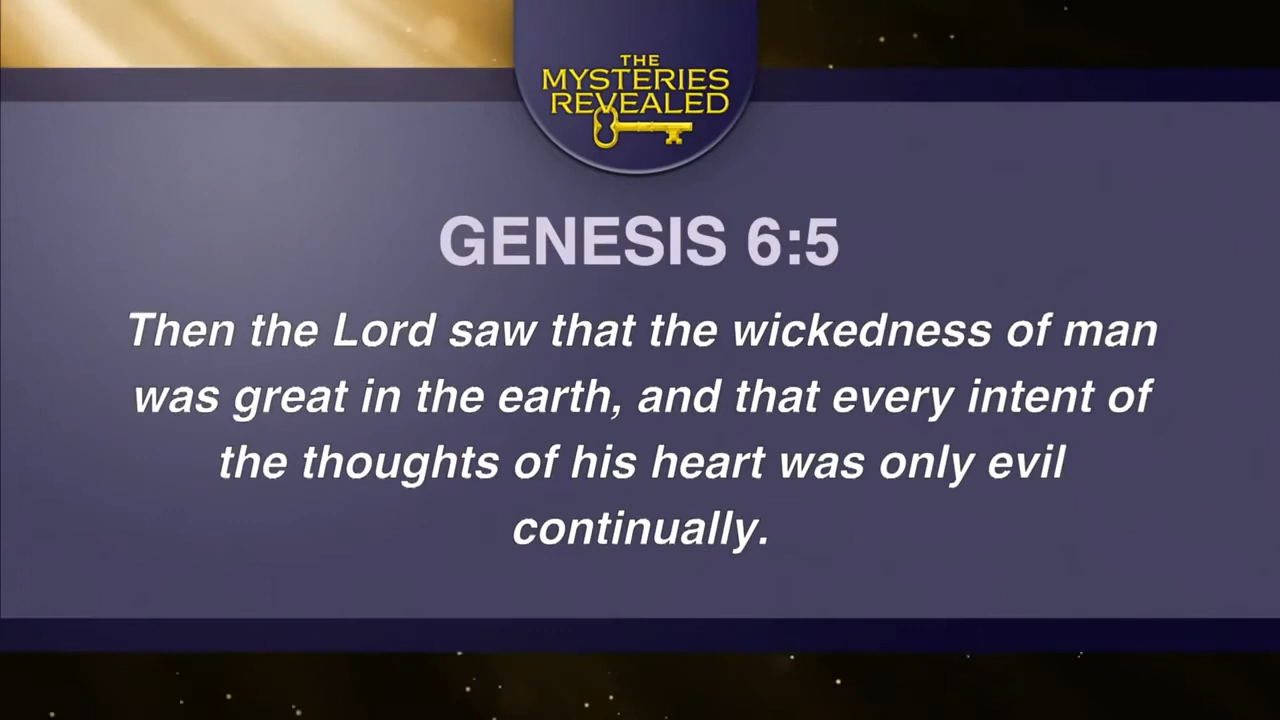 THE
MYSTERIES
REVEALED
GENESIS 6:5
Then the Lord saw that the wickedness of man
was great in the earth, and that every intent of
the thoughts of his heart was only evil
continually.